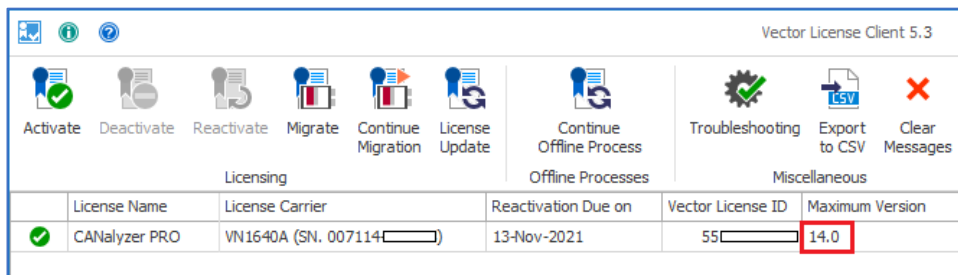 Vector License Client 5.3
Activate Deactivate Reactivate Migrate Continue Migration License Update Continue Offline Process Troubleshooting Export to CSV Clear Messages
Licensing Offline Processes Miscellaneous
License Name License Carrier Reactivation Due on Vector License ID Maximum Version
CANalyzer PRO VN1640A (SN. 007114- ) 13-Nov-2021 55 14.0